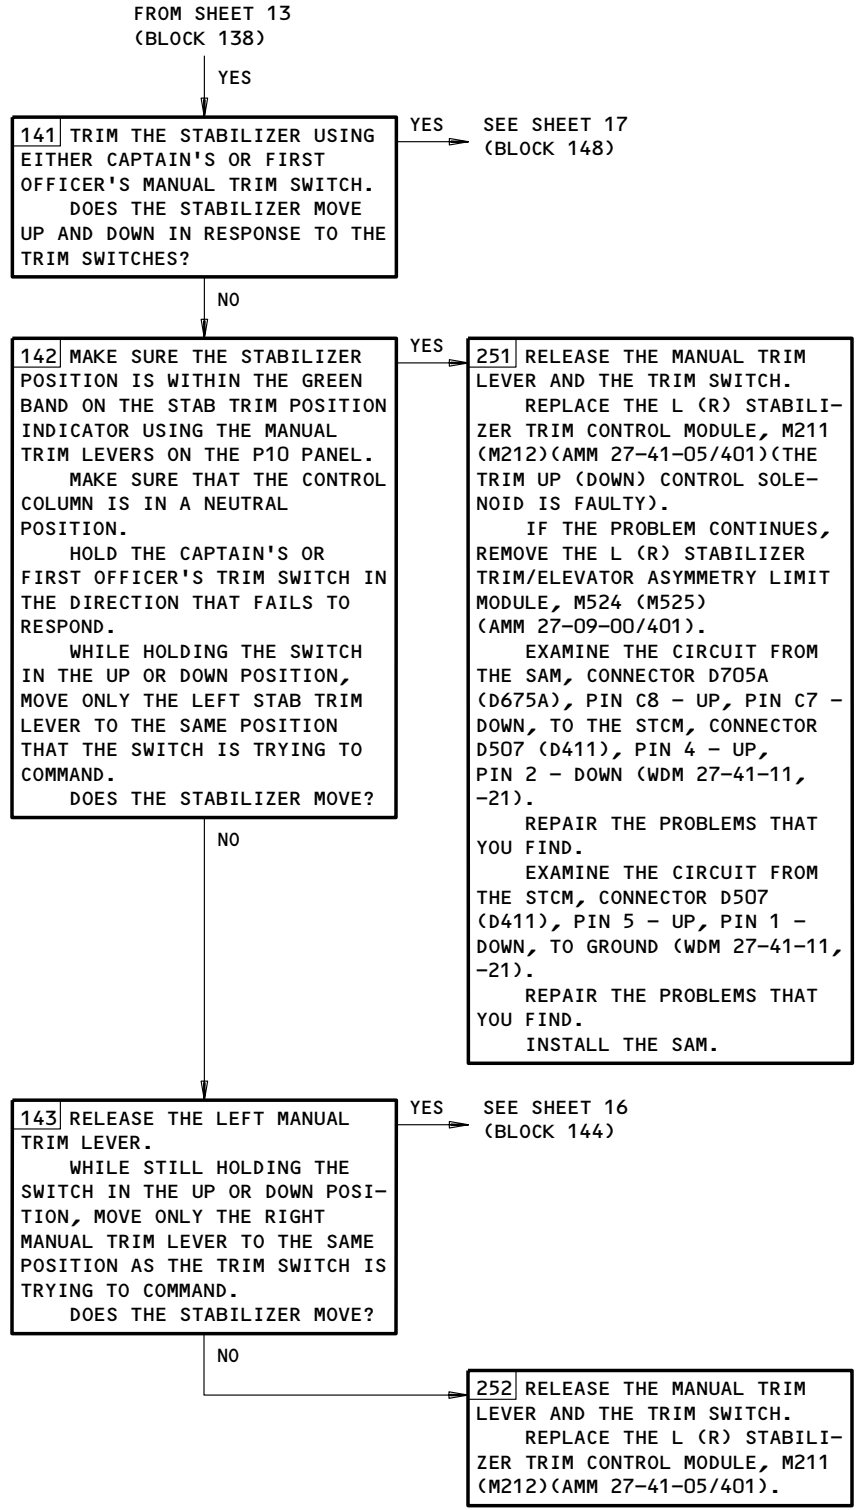 FROM SHEET 13
(BLOCK 138)
YES
141 TRIM THE STABILIZER USING
EITHER CAPTAIN'S OR FIRST
OFFICER'S MANUAL TRIM SWITCH.
DOES THE STABILIZER MOVE
UP AND DOWN IN RESPONSE TO THE
TRIM SWITCHES?
YES
SEE SHEET 17
(BLOCK 148)
NO
142 MAKE SURE THE STABILIZER
POSITION IS WITHIN THE GREEN
BAND ON THE STAB TRIM POSITION
INDICATOR USING THE MANUAL
TRIM LEVERS ON THE P10 PANEL.
MAKE SURE THAT THE CONTROL
COLUMN IS IN A NEUTRAL
POSITION.
HOLD THE CAPTAIN'S OR
FIRST OFFICER'S TRIM SWITCH IN
THE DIRECTION THAT FAILS TO
RESPOND.
WHILE HOLDING THE SWITCH
IN THE UP OR DOWN POSITION,
MOVE ONLY THE LEFT STAB TRIM
LEVER TO THE SAME POSITION
THAT THE SWITCH IS TRYING TO
COMMAND.
DOES THE STABILIZER MOVE?
YES
251 RELEASE THE MANUAL TRIM
LEVER AND THE TRIM SWITCH.
REPLACE THE L (R) STABILI-
ZER TRIM CONTROL MODULE, M211
(M212)(AMM 27-41-05/401)(THE
TRIM UP (DOWN) CONTROL SOLE-
NOID IS FAULTY).
IF THE PROBLEM CONTINUES,
REMOVE THE L (R) STABILIZER
TRIM/ELEVATOR ASYMMETRY LIMIT
MODULE, M524 (M525)
(AMM 27-09-00/401).
EXAMINE THE CIRCUIT FROM
THE SAM, CONNECTOR D705A
(D675A), PIN C8 - UP, PIN C7 -
DOWN, TO THE STCM, CONNECTOR
D507 (D411), PIN 4 - UP,
PIN 2 - DOWN (WDM 27-41-11,
-21).
REPAIR THE PROBLEMS THAT
YOU FIND.
EXAMINE THE CIRCUIT FROM
THE STCM, CONNECTOR D507
(D411), PIN 5 - UP, PIN 1 -
DOWN, TO GROUND (WDM 27-41-11,
-21).
REPAIR THE PROBLEMS THAT
YOU FIND.
INSTALL THE SAM.
NO
143 RELEASE THE LEFT MANUAL
TRIM LEVER.
WHILE STILL HOLDING THE
SWITCH IN THE UP OR DOWN POSI-
TION, MOVE ONLY THE RIGHT
MANUAL TRIM LEVER TO THE SAME
POSITION AS THE TRIM SWITCH IS
TRYING TO COMMAND.
DOES THE STABILIZER MOVE?
YES
SEE SHEET 16
(BLOCK 144)
NO
252 RELEASE THE MANUAL TRIM
LEVER AND THE TRIM SWITCH.
REPLACE THE L (R) STABILI-
ZER TRIM CONTROL MODULE, M211
(M212)(AMM 27-41-05/401).